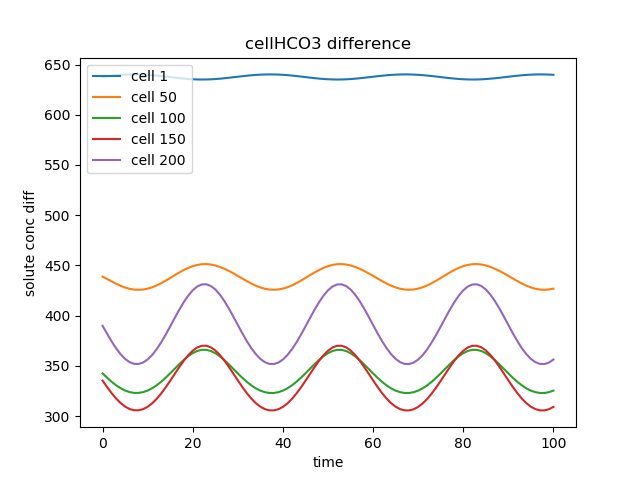 cellHCO3 difference
650
600
550
500
450
400
350
300
solute conc diff
cell 1
cell 50
cell 100
cell 150
cell 200
0
20
40
60
80
100
time